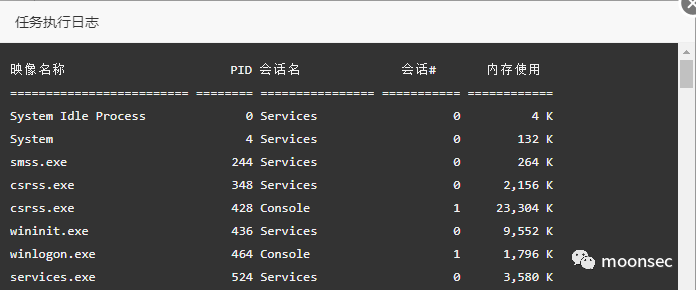 任务执行日志
映像名称                       PID 会话名              会话#       内存使用
========================= ======== ================ =========== ============
System Idle Process              0 Services                   0          4 K
System                           4 Services                   0        132 K
smss.exe                       244 Services                   0        264 K
csrss.exe                      348 Services                   0      2,156 K
csrss.exe                      428 Console                    1     23,304 K
wininit.exe                    436 Services                   0      9,552 K
winlogon.exe                   464 Console                    1      1,796 K
services.exe                   524 Services                   0      3,580 K
moonsec